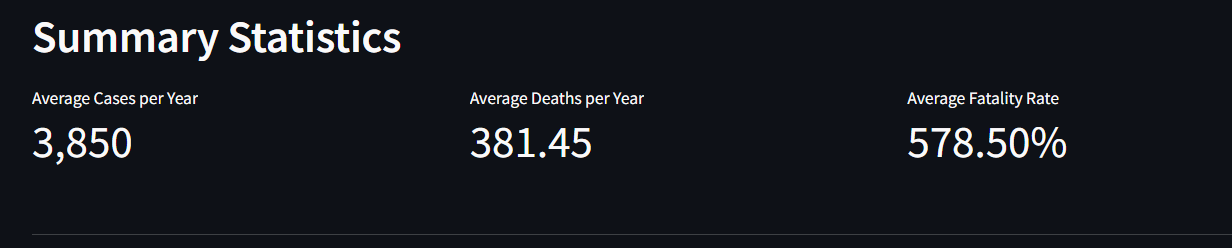 Summary Statistics
Average Cases per Year
Average Deaths per Year
Average Fatality Rate
3,850
381.45
578.50%